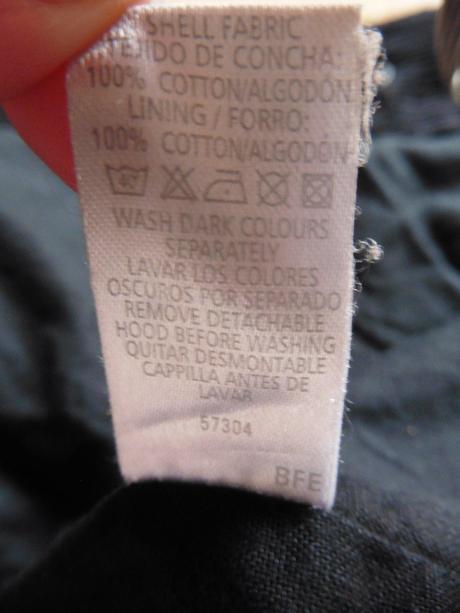 SHELL FABRIC
TEJIDO DE CONCHA:
100% COTTON/ALGODÓN
LINING / FORRO:
100% COTTON/ALGODÓN
WASH DARK COLOURS
SEPARATELY
LAVAR LOS COLORES
OSCUROS POR SEPARADO
REMOVE DETACHABLE
HOOD BEFORE WASHING
QUITAR DESMONTABLE
CAPPILLA ANTES DE
LAVAR
57304
BFE